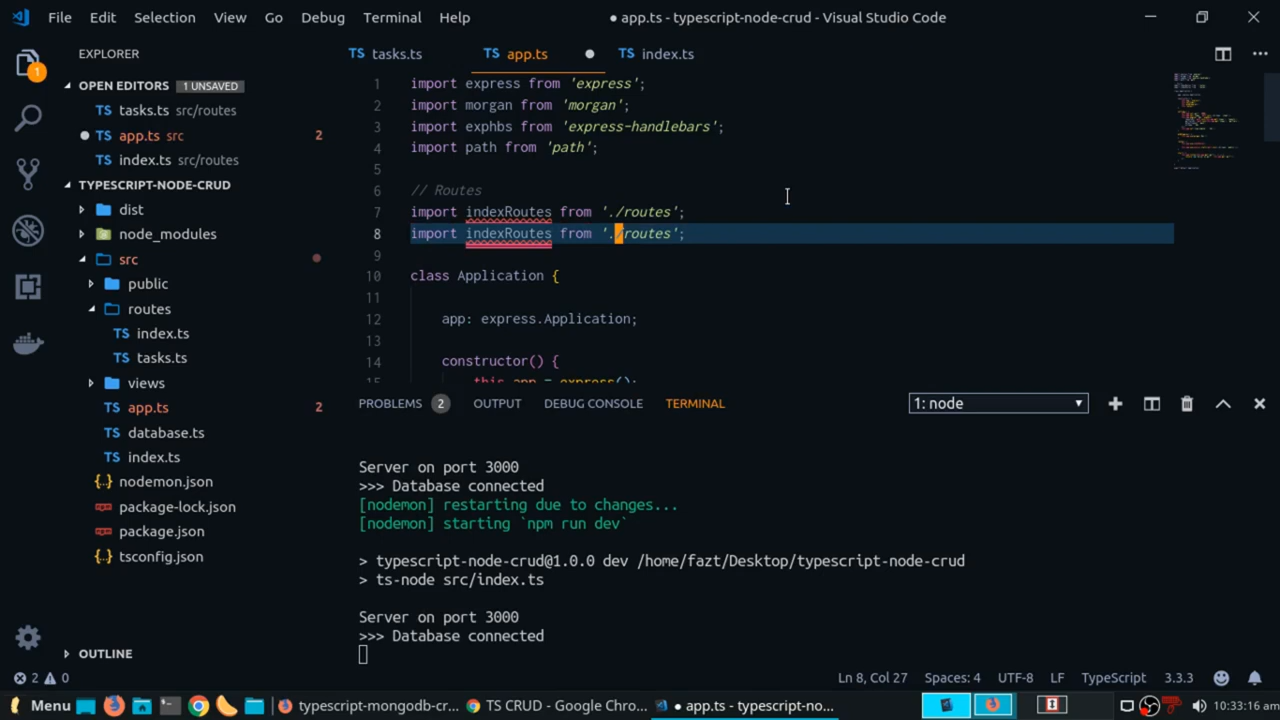 File Edit Selection View Go Debug Terminal Help
● app.ts - typescript-node-crud - Visual Studio Code
EXPLORER
1
OPEN EDITORS 1 UNSAVED
TS tasks.ts src/routes
● TS app.ts src 2
TS index.ts src/routes
TYPESCRIPT-NODE-CRUD
dist
node_modules
src
public
routes
TS index.ts
TS tasks.ts
views
TS app.ts 2
TS database.ts
TS index.ts
{..} nodemon.json
package-lock.json
package.json
{..} tsconfig.json
OUTLINE
TS tasks.ts TS app.ts ● TS index.ts
1 import express from 'express';
2 import morgan from 'morgan';
3 import exphbs from 'express-handlebars';
4 import path from 'path';
5
6 // Routes
7 import indexRoutes from './routes';
8 import indexRoutes from './routes';
9
10 class Application {
11
12 app: express.Application;
13
14 constructor() {
15 this.app = express();
PROBLEMS 2 OUTPUT DEBUG CONSOLE TERMINAL 1: node
Server on port 3000
>>> Database connected
[nodemon] restarting due to changes...
[nodemon] starting `npm run dev`
> typescript-node-crud@1.0.0 dev /home/fazt/Desktop/typescript-node-crud
> ts-node src/index.ts
Server on port 3000
>>> Database connected
2 0 Ln 8, Col 27 Spaces: 4 UTF-8 LF TypeScript 3.3.3
Menu typescript-mongodb-cr... TS CRUD - Google Chro... ● app.ts - typescript-no... 10:33:16 am